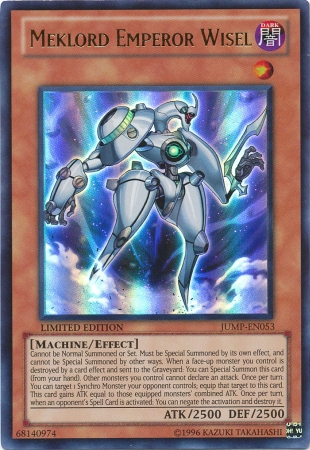 MEKLORD EMPEROR WISEL
DARK
闇
LIMITED EDITION
JUMP-EN053
[MACHINE/EFFECT]
Cannot be Normal Summoned or Set. Must be Special Summoned by its own effect, and
cannot be Special Summoned by other ways. When a face-up monster you control is
destroyed by a card effect and sent to the Graveyard: You can Special Summon this card
(from your hand). Other monsters you control cannot declare an attack. Once per turn:
You can target 1 Synchro Monster your opponent controls; equip that target to this card.
This card gains ATK equal to those equipped monsters' combined ATK. Once per turn,
when an opponent's Spell Card is activated: You can negate the activation and destroy it.
ATK/2500 DEF/2500
68140974
©1996 KAZUKI TAKAHASHI